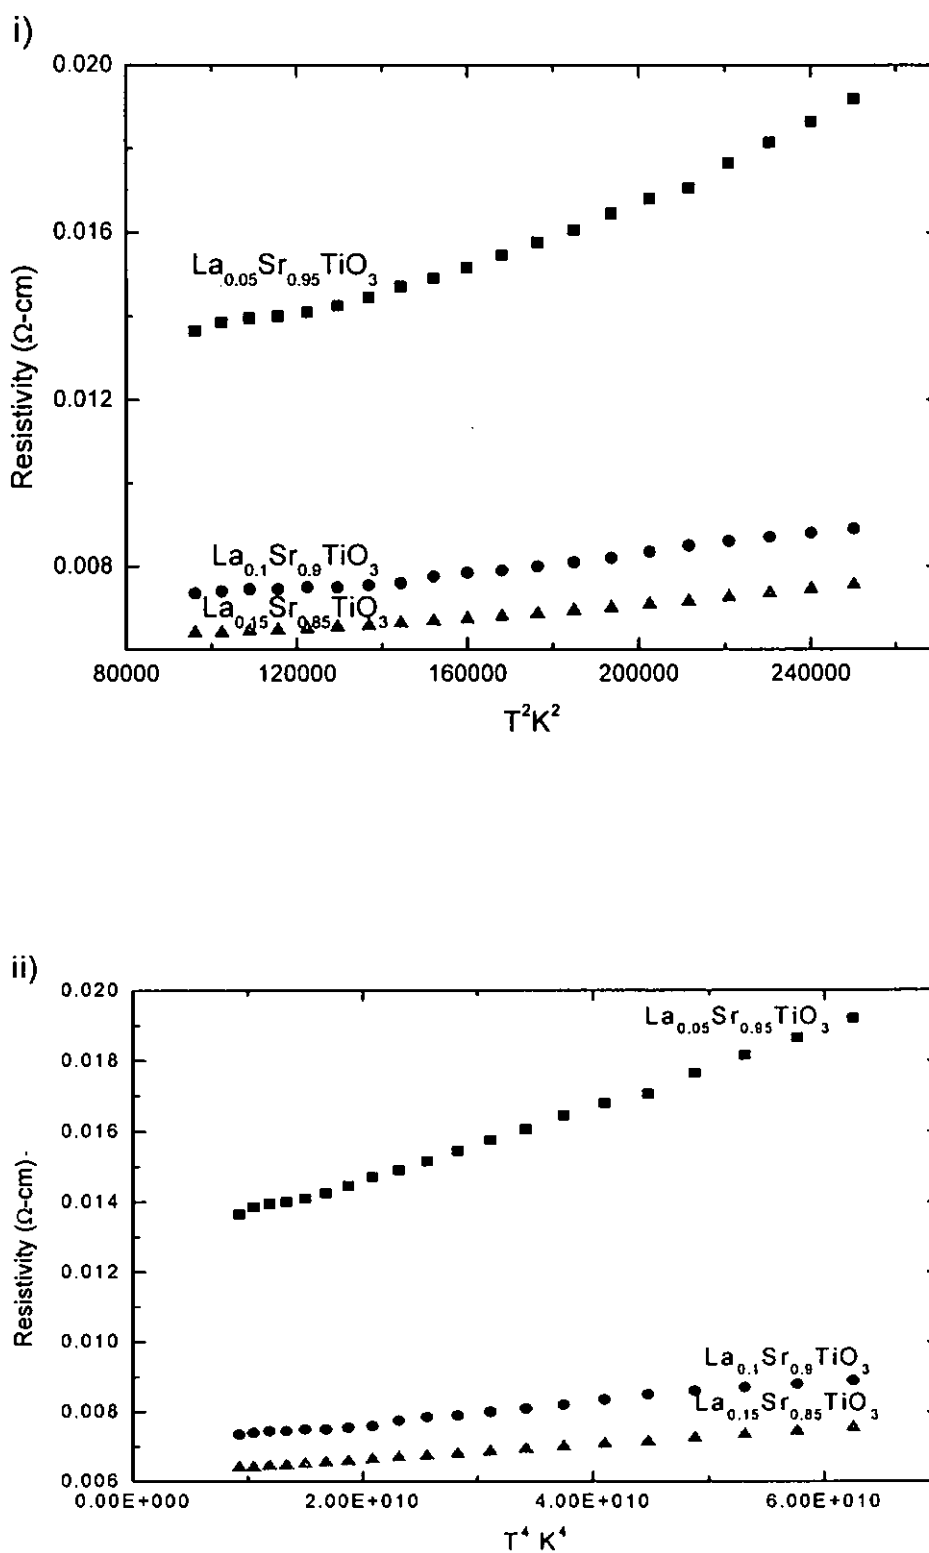 i)
0.020
0.016
La0.05Sr0.95TiO3
0.012
Resistivity (Ω-cm)
La0.1Sr0.9TiO3
0.008
La0.15Sr0.85TiO3
80000 120000 160000 200000 240000
T²K²
ii)
0.020
La0.05Sr0.95TiO3
0.018
0.016
0.014
Resistivity (Ω-cm)
0.012
0.010
La0.1Sr0.9TiO3
0.008
La0.15Sr0.85TiO3
0.006
0.00E+000 2.00E+010 4.00E+010 6.00E+010
T⁴ K⁴